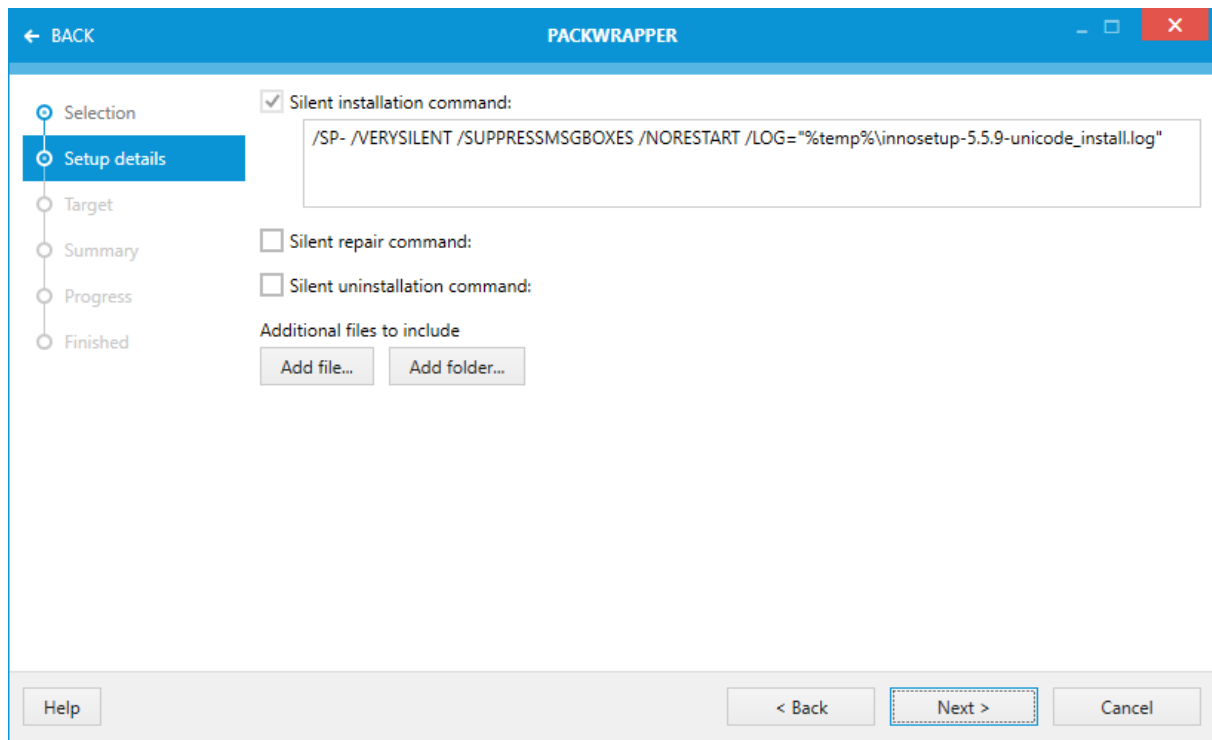 BACK
PACKWRAPPER
Selection
Setup details
Target
Summary
Progress
Finished
Silent installation command:
/SP- /VERYSILENT /SUPPRESSMSGBOXES /NORESTART /LOG="%temp%\innosetup-5.5.9-unicode_install.log"
Silent repair command:
Silent uninstallation command:
Additional files to include
Add file...
Add folder...
Help
< Back
Next >
Cancel